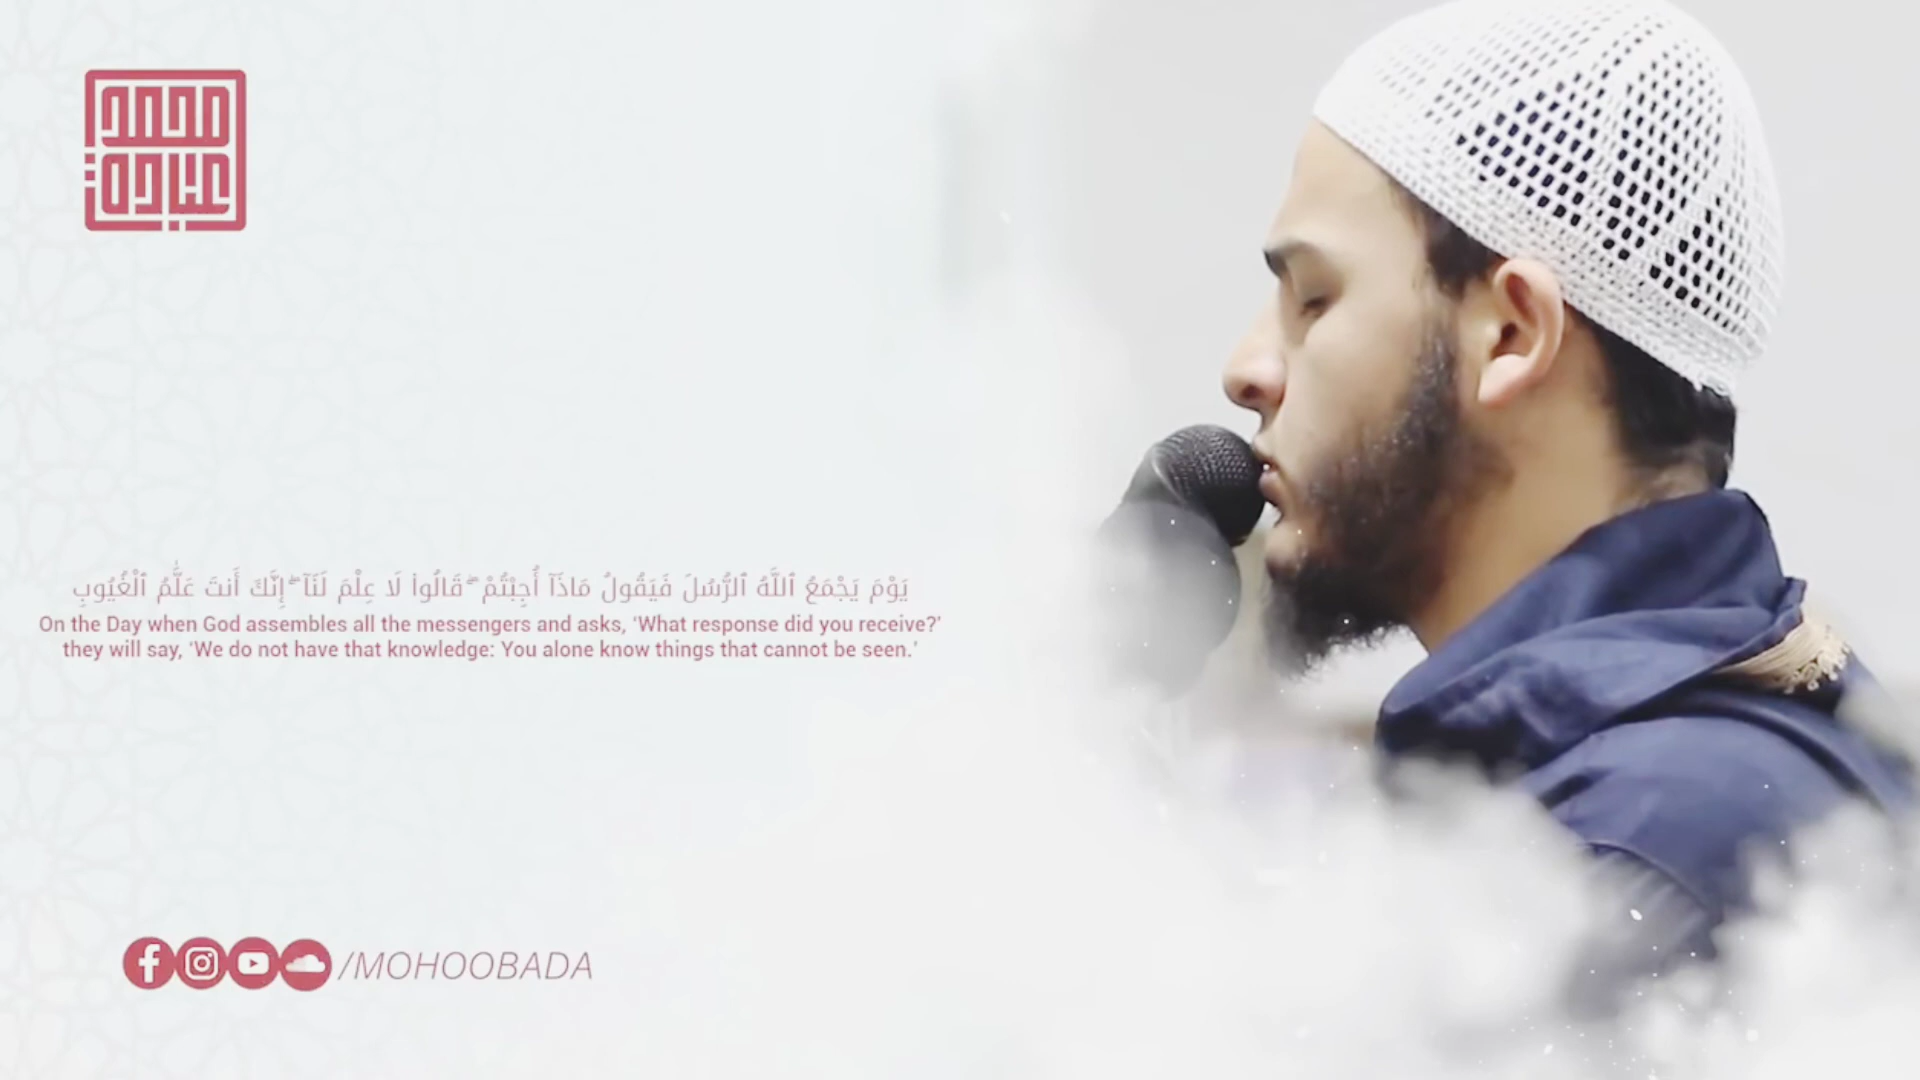 محمد
عبادة
يَوْمَ يَجْمَعُ ٱللَّهُ ٱلرُّسُلَ فَيَقُولُ مَاذَآ أُجِبْتُمْ ۖ قَالُوا۟ لَا عِلْمَ لَنَآ ۖ إِنَّكَ أَنتَ عَلَّٰمُ ٱلْغُيُوبِ
On the Day when God assembles all the messengers and asks, ‘What response did you receive?’
they will say, ‘We do not have that knowledge: You alone know things that cannot be seen.’
/MOHOOBADA